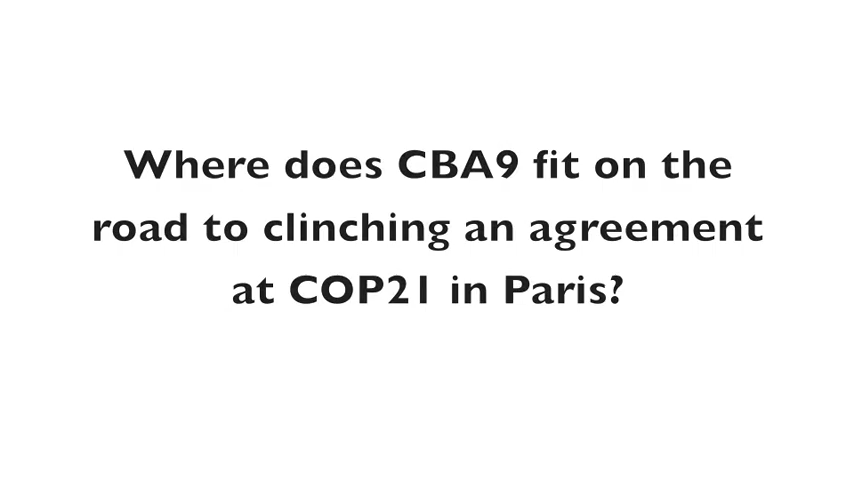 Where does CBA9 fit on the
road to clinching an agreement
at COP21 in Paris?